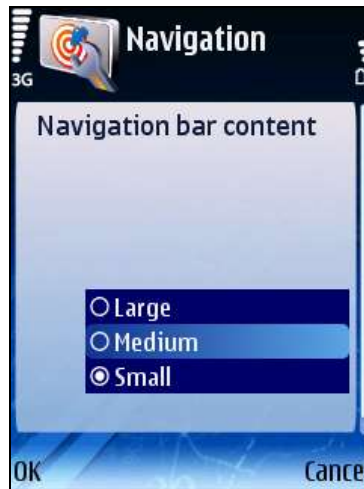 Navigation
3G
Navigation bar content
Large
Medium
Small
OK
Cance